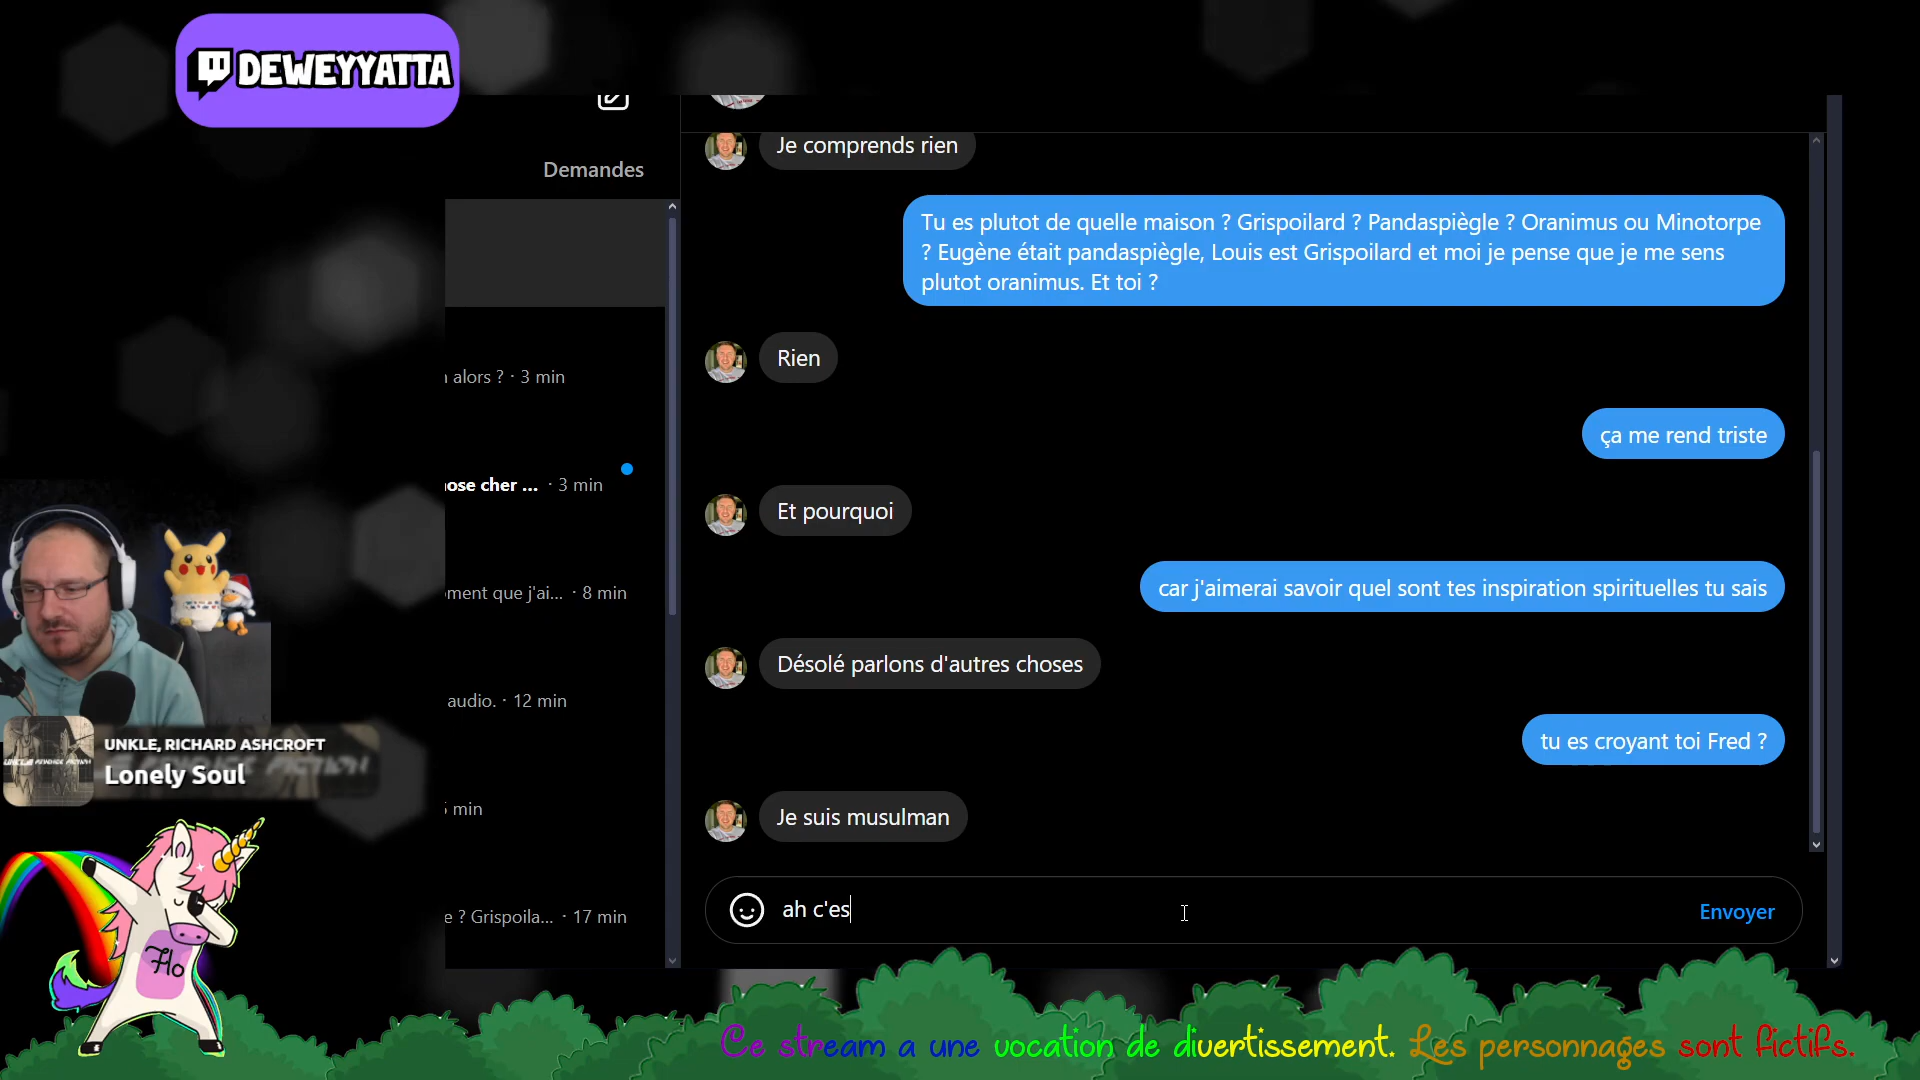 DEWEYYATTA
Demandes
alors ? · 3 min
ose cher ... · 3 min
ment que j'ai... · 8 min
audio. · 12 min
min
e ? Grispoila... · 17 min
Je comprends rien
Tu es plutot de quelle maison ? Grispoilard ? Pandaspiègle ? Oranimus ou Minotorpe
? Eugène était pandaspiègle, Louis est Grispoilard et moi je pense que je me sens
plutot oranimus. Et toi ?
Rien
ça me rend triste
Et pourquoi
car j'aimerai savoir quel sont tes inspiration spirituelles tu sais
Désolé parlons d'autres choses
tu es croyant toi Fred ?
Je suis musulman
ah c'es
Envoyer
UNKLE, RICHARD ASHCROFT
Lonely Soul
Flo
Ce stream a une vocation de divertissement. Les personnages sont fictifs.